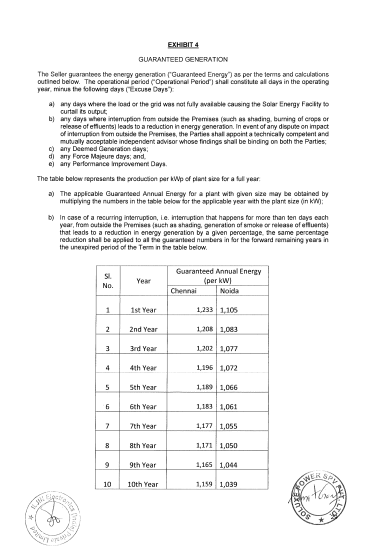 EXHIBIT 4
GUARANTEED GENERATION
The Seller guarantees the energy generation ("Guaranteed Energy") as per the terms and calculations
outlined below. The operational period ("Operational Period") shall constitute all days in the operating
year, minus the following days ("Excuse Days"):
a) any days where the load or the grid was not fully available causing the Solar Energy Facility to
curtail its output;
b) any days where interruption from outside the Premises (such as shading, burning of crops or
release of effluents) leads to a reduction in energy generation. In event of any dispute on impact
of interruption from outside the Premises, the Parties shall appoint a technically competent and
mutually acceptable independent advisor whose findings shall be binding on both the Parties;
c) any Deemed Generation days;
d) any Force Majeure days; and,
e) any Performance Improvement Days.
The table below represents the production per kWp of plant size for a full year:
a) The applicable Guaranteed Annual Energy for a plant with given size may be obtained by
multiplying the numbers in the table below for the applicable year with the plant size (in kW);
b) In case of a recurring interruption, i.e. interruption that happens for more than ten days each
year, from outside the Premises (such as shading, generation of smoke or release of effluents)
that leads to a reduction in energy generation by a given percentage, the same percentage
reduction shall be applied to all the guaranteed numbers in for the forward remaining years in
the unexpired period of the Term in the table below.
Sl. No. Year Guaranteed Annual Energy (per kW)
Chennai Noida
1 1st Year 1,233 1,105
2 2nd Year 1,208 1,083
3 3rd Year 1,202 1,077
4 4th Year 1,196 1,072
5 5th Year 1,189 1,066
6 6th Year 1,183 1,061
7 7th Year 1,177 1,055
8 8th Year 1,171 1,050
9 9th Year 1,165 1,044
10 10th Year 1,159 1,039
POWER SPV PVT. LTD.